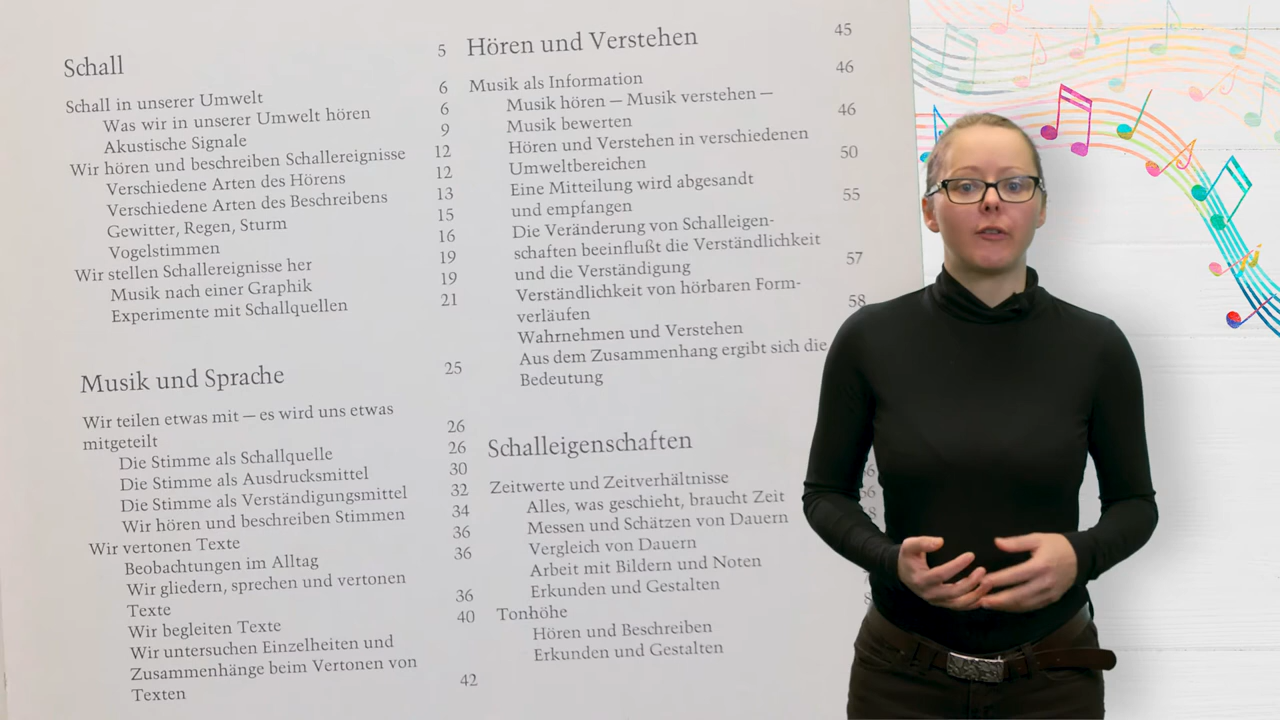 Schall 5
Schall in unserer Umwelt 6
Was wir in unserer Umwelt hören 6
Akustische Signale 9
Wir hören und beschreiben Schallereignisse 12
Verschiedene Arten des Hörens 12
Verschiedene Arten des Beschreibens 13
Gewitter, Regen, Sturm 15
Vogelstimmen 16
Wir stellen Schallereignisse her 19
Musik nach einer Graphik 19
Experimente mit Schallquellen 21
Musik und Sprache 25
Wir teilen etwas mit — es wird uns etwas
mitgeteilt 26
Die Stimme als Schallquelle 26
Die Stimme als Ausdrucksmittel 30
Die Stimme als Verständigungsmittel 32
Wir hören und beschreiben Stimmen 34
Wir vertonen Texte 36
Beobachtungen im Alltag 36
Wir gliedern, sprechen und vertonen
Texte 36
Wir begleiten Texte 40
Wir untersuchen Einzelheiten und
Zusammenhänge beim Vertonen von
Texten 42
Hören und Verstehen 45
Musik als Information 46
Musik hören — Musik verstehen —
Musik bewerten 46
Hören und Verstehen in verschiedenen
Umweltbereichen 50
Eine Mitteilung wird abgesandt
und empfangen 55
Die Veränderung von Schalleigen-
schaften beeinflußt die Verständlichkeit
und die Verständigung 57
Verständlichkeit von hörbaren Form-
verläufen 58
Wahrnehmen und Verstehen
Aus dem Zusammenhang ergibt sich die
Bedeutung
Schalleigenschaften
Zeitwerte und Zeitverhältnisse
Alles, was geschieht, braucht Zeit
Messen und Schätzen von Dauern
Vergleich von Dauern
Arbeit mit Bildern und Noten
Erkunden und Gestalten
Tonhöhe
Hören und Beschreiben
Erkunden und Gestalten